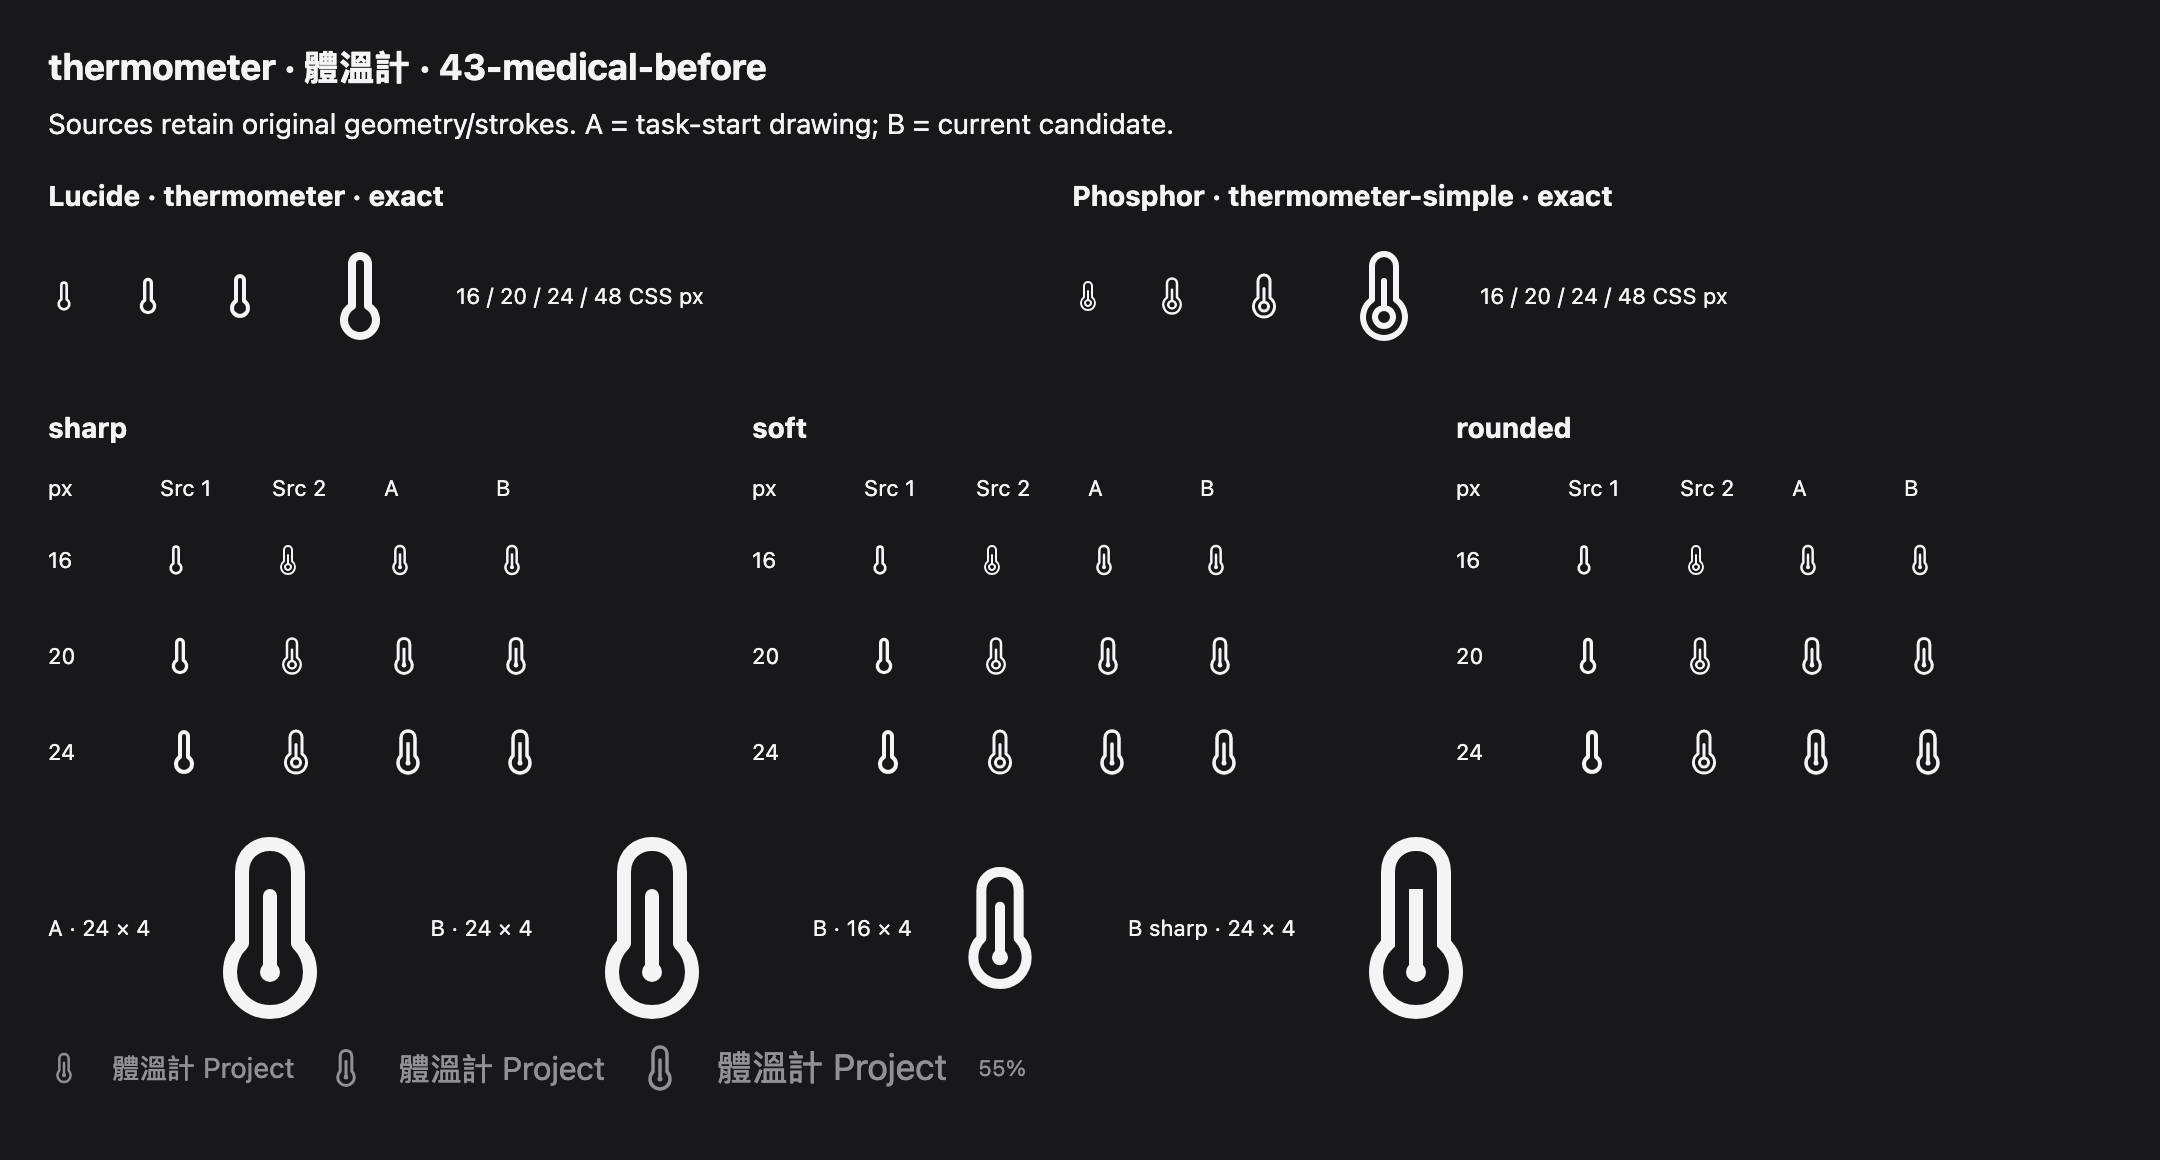 thermometer · 體溫計 · 43-medical-before
Sources retain original geometry/strokes. A = task-start drawing; B = current candidate.
Lucide · thermometer · exact
Phosphor · thermometer-simple · exact
16 / 20 / 24 / 48 CSS px
16 / 20 / 24 / 48 CSS px
sharp
soft
rounded
px Src 1 Src 2 A B
px Src 1 Src 2 A B
px Src 1 Src 2 A B
16
16
16
20
20
20
24
24
24
A · 24 × 4
B · 24 × 4
B · 16 × 4
B sharp · 24 × 4
體溫計 Project
體溫計 Project
體溫計 Project
55%